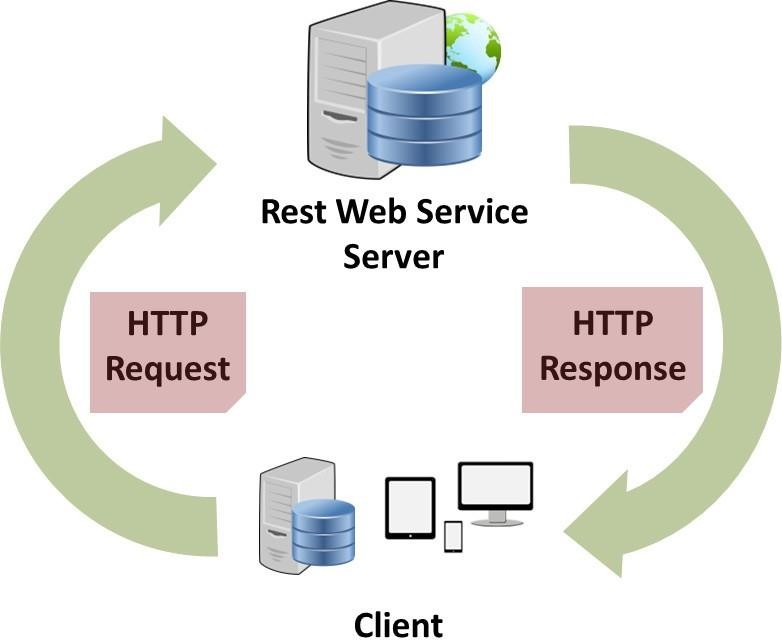 Rest Web Service
Server
HTTP
Request
HTTP
Response
Client